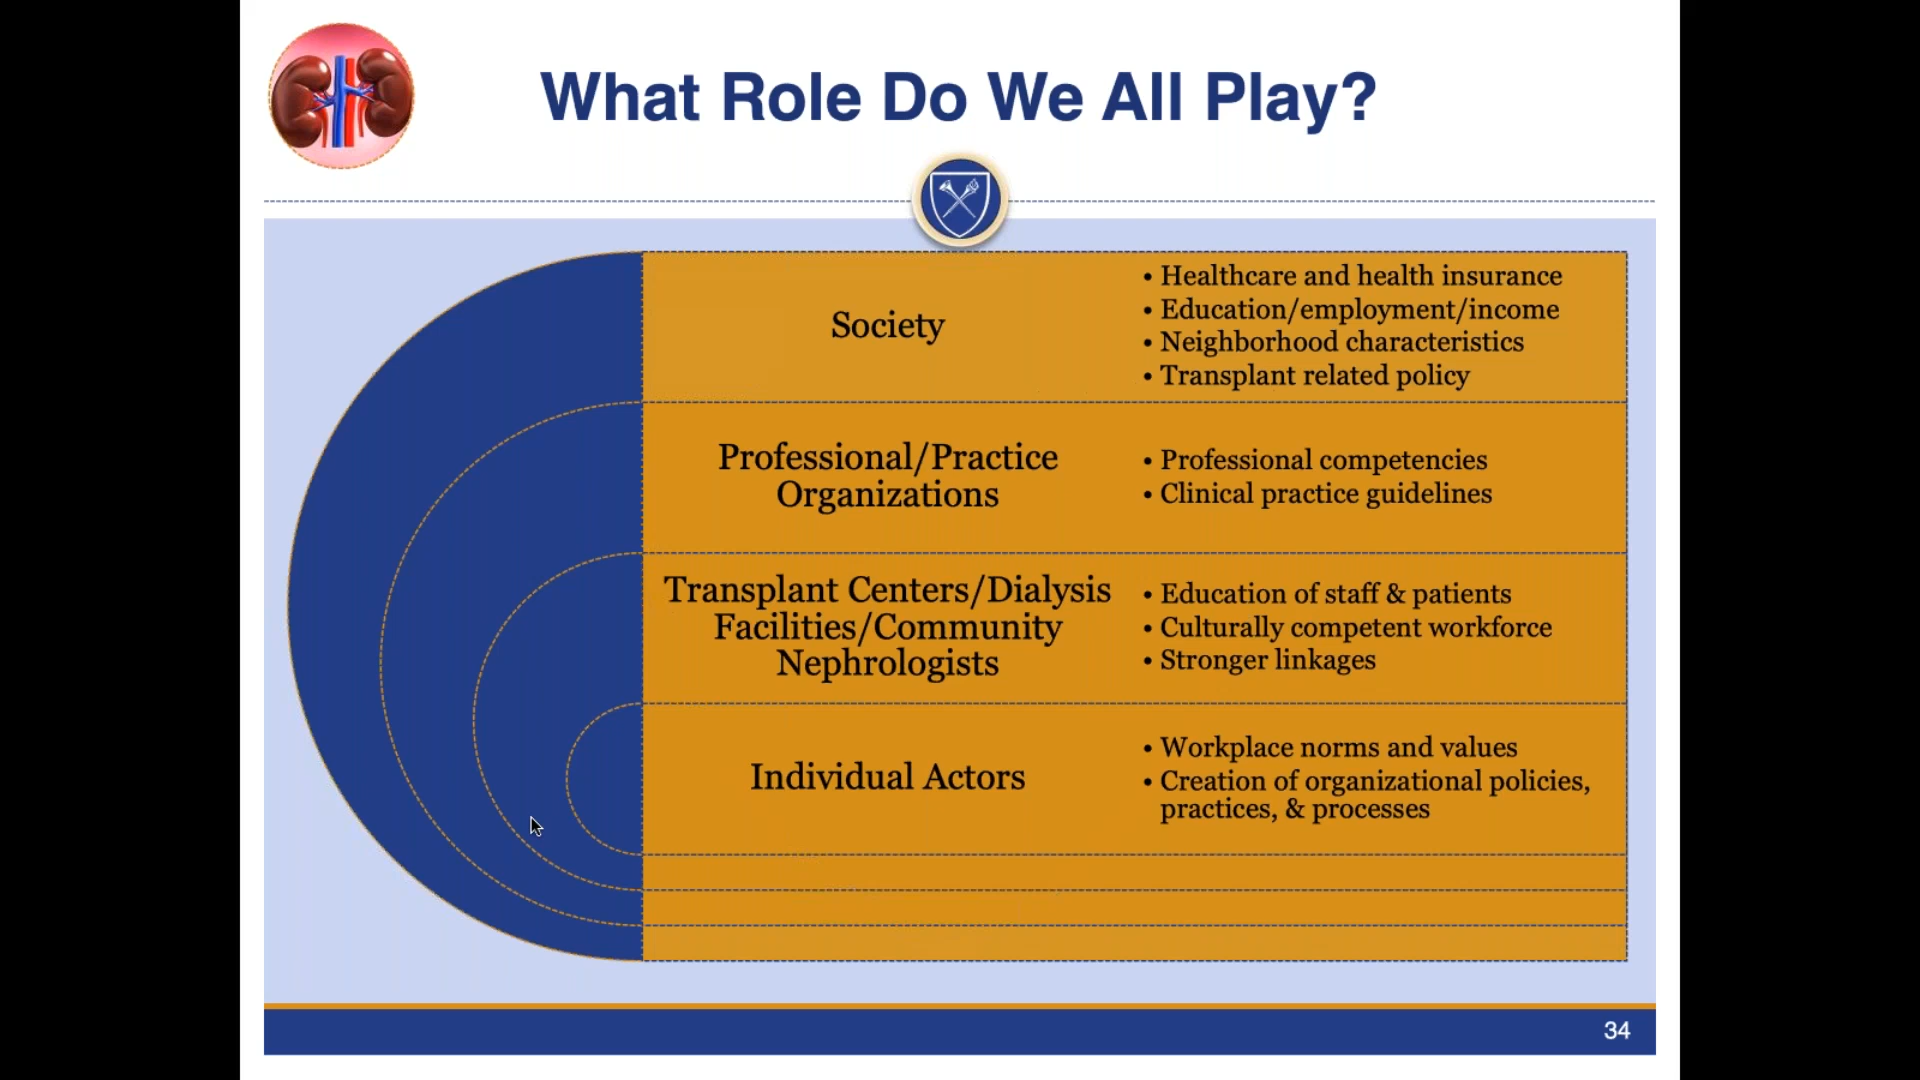 What Role Do We All Play?
Society
• Healthcare and health insurance
• Education/employment/income
• Neighborhood characteristics
• Transplant related policy
Professional/Practice
Organizations
• Professional competencies
• Clinical practice guidelines
Transplant Centers/Dialysis
Facilities/Community
Nephrologists
• Education of staff & patients
• Culturally competent workforce
• Stronger linkages
Individual Actors
• Workplace norms and values
• Creation of organizational policies,
practices, & processes
34